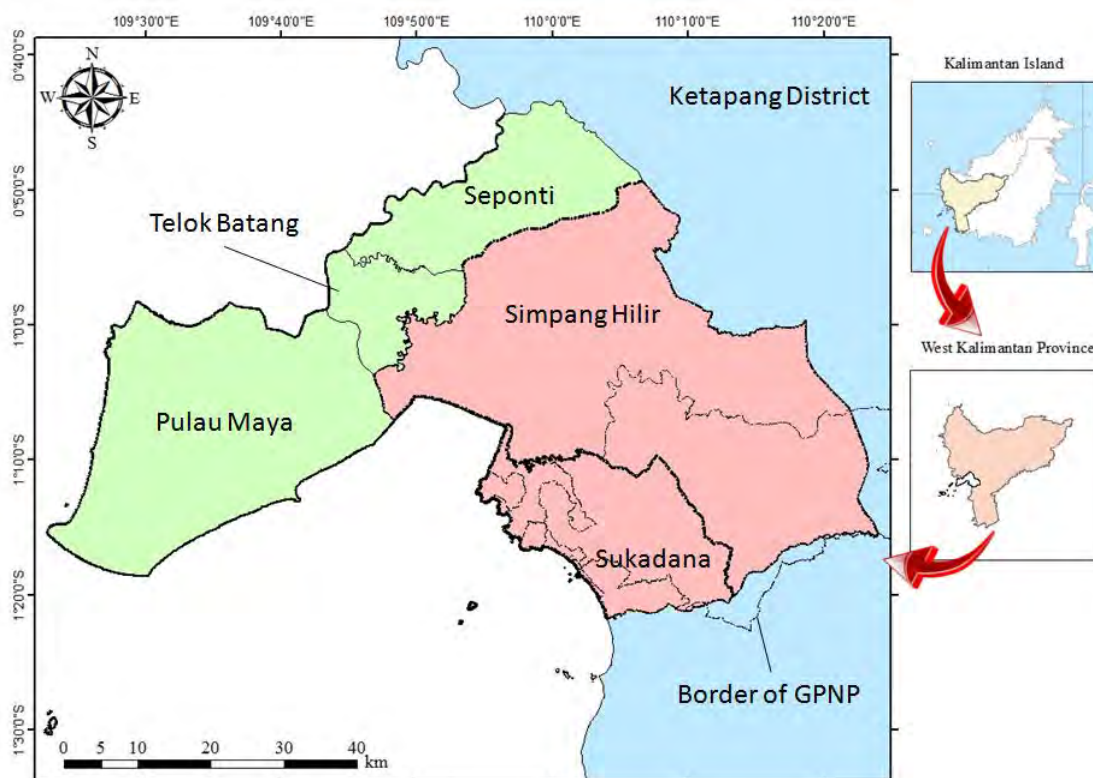 109°30'0"E
109°40'0"E
109°50'0"E
110°0'0"E
110°10'0"E
110°20'0"E
0°40'0"S
0°50'0"S
1°0'0"S
1°10'0"S
1°20'0"S
1°30'0"S
N
W
E
S
Ketapang District
Seponti
Telok Batang
Simpang Hilir
Pulau Maya
Sukadana
Border of GPNP
0 5 10 20 30 40
km
Kalimantan Island
West Kalimantan Province